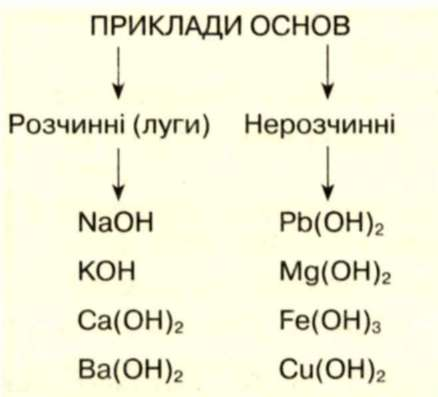 ПРИКЛАДИ ОСНОВ
Розчинні (луги) Нерозчинні
NaOH Pb(OH)₂
KOH Mg(OH)₂
Ca(OH)₂ Fe(OH)₃
Ba(OH)₂ Cu(OH)₂